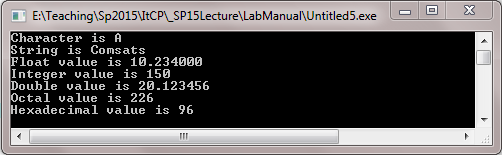 E:\Teaching\Sp2015\ItCP\_SP15Lecture\LabManual\Untitled5.exe
Character is A
String is Comsats
Float value is 10.234000
Integer value is 150
Double value is 20.123456
Octal value is 226
Hexadecimal value is 96